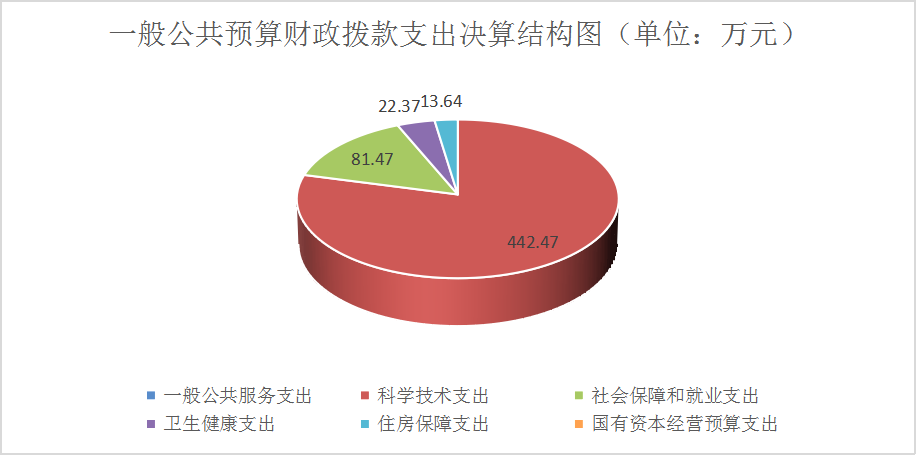 一般公共预算财政拨款支出决算结构图（单位：万元）
22.37
13.64
81.47
442.47
一般公共服务支出 科学技术支出 社会保障和就业支出
卫生健康支出 住房保障支出 国有资本经营预算支出